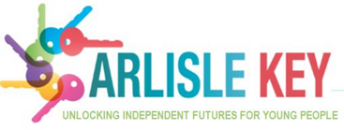 ARLISLE KEY
UNLOCKING INDEPENDENT FUTURES FOR YOUNG PEOPLE